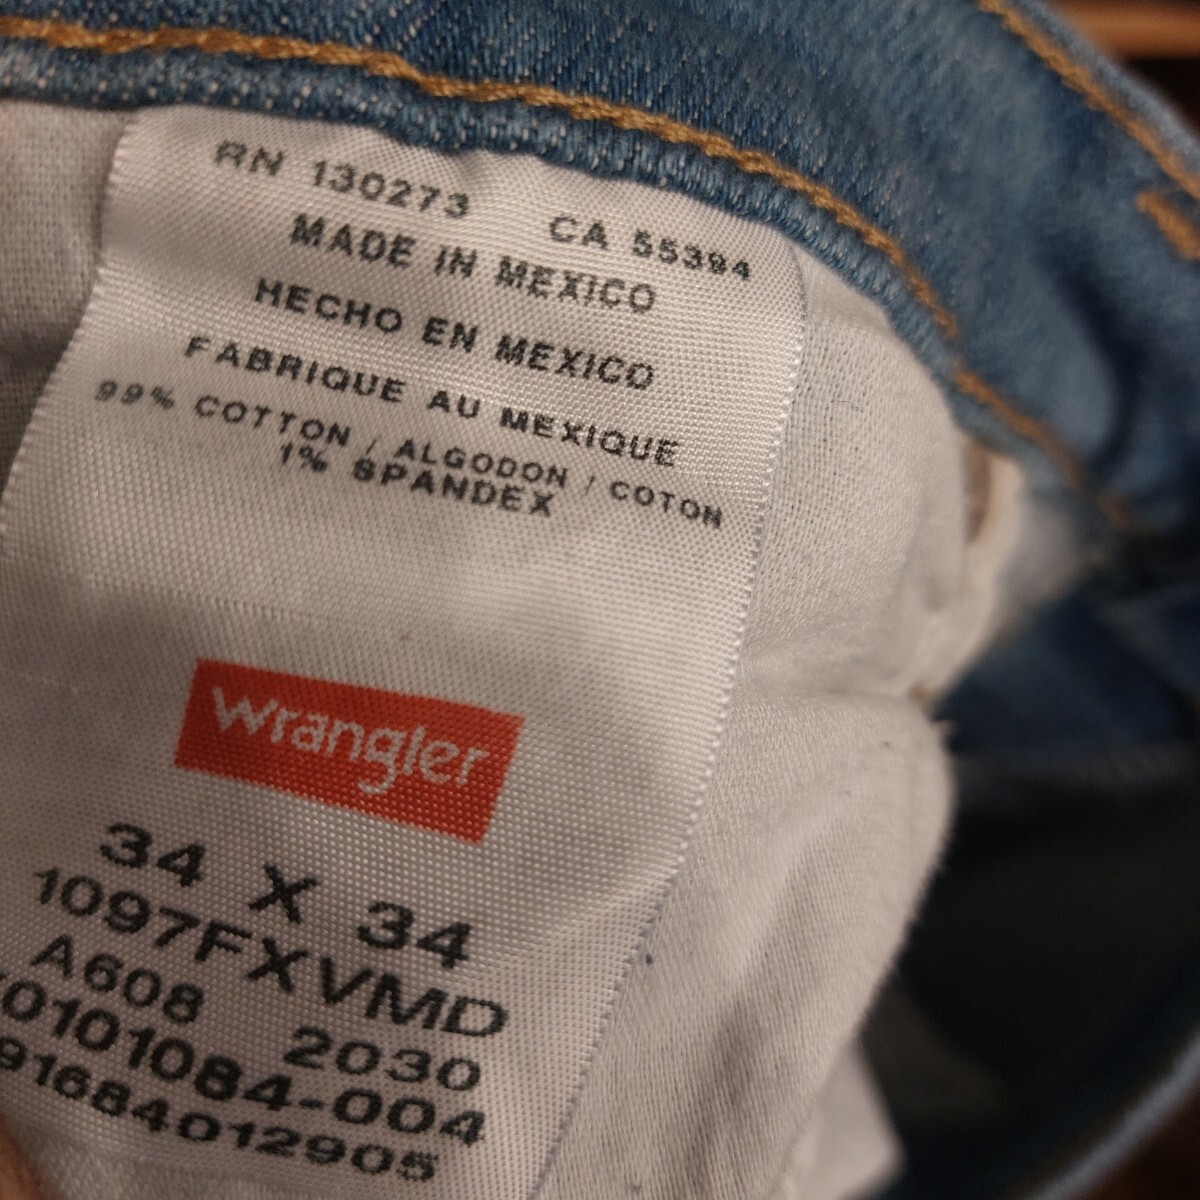 RN 130273 CA 55394
MADE IN MEXICO
HECHO EN MEXICO
FABRIQUE AU MEXIQUE
99% COTTON / ALGODON / COTON
1% SPANDEX
Wrangler
34 X 34
1097FXVMD
A608 2030
0101084-004
91684012905